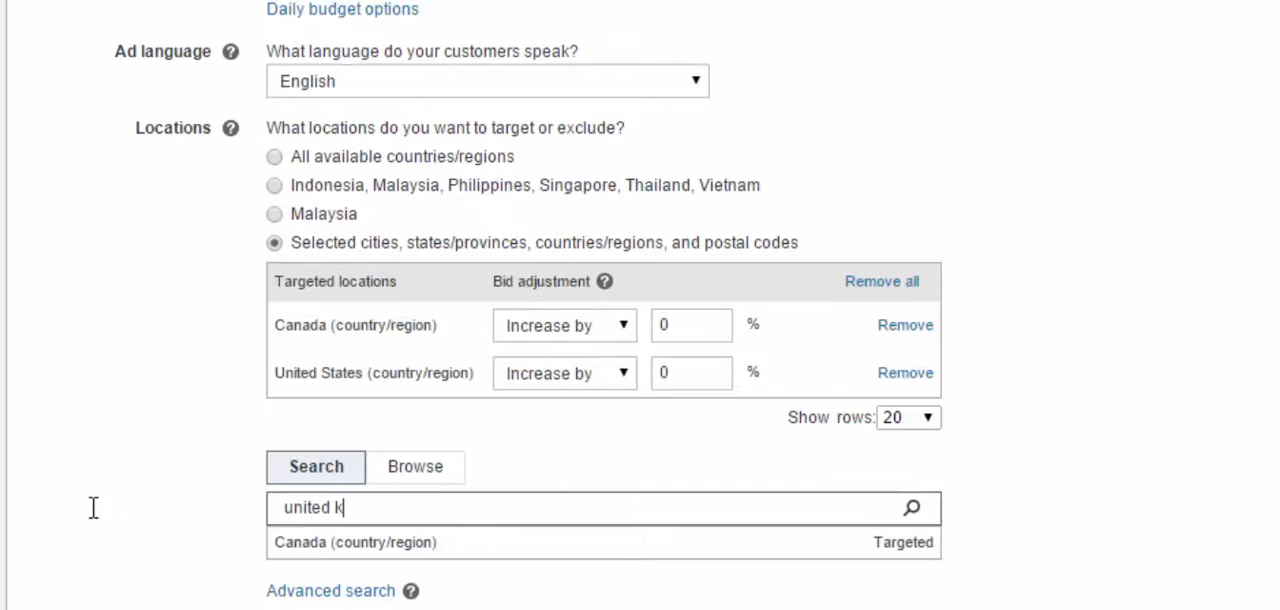 Daily budget options
Ad language ? What language do your customers speak?
English
Locations ? What locations do you want to target or exclude?
All available countries/regions
Indonesia, Malaysia, Philippines, Singapore, Thailand, Vietnam
Malaysia
Selected cities, states/provinces, countries/regions, and postal codes
Targeted locations Bid adjustment ? Remove all
Canada (country/region) Increase by 0 % Remove
United States (country/region) Increase by 0 % Remove
Show rows: 20
Search Browse
united k
Canada (country/region) Targeted
Advanced search ?